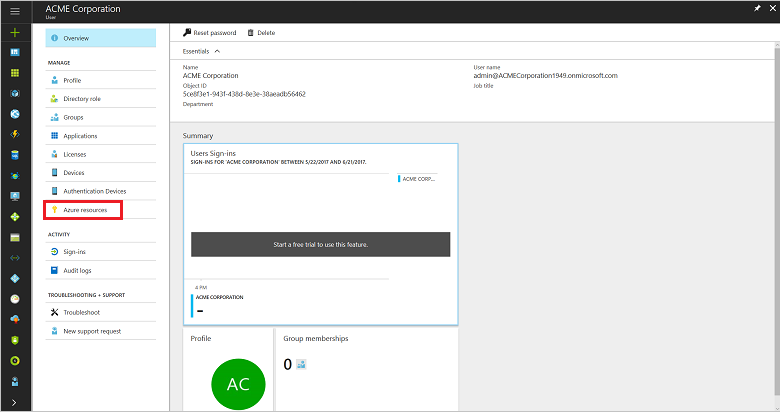 ACME Corporation
User
Overview
MANAGE
Profile
Directory role
Groups
Applications
Licenses
Devices
Authentication Devices
Azure resources
ACTIVITY
Sign-ins
Audit logs
TROUBLESHOOTING + SUPPORT
Troubleshoot
New support request
Reset password
Delete
Essentials
Name
ACME Corporation
Object ID
5ce8f3e1-943f-438d-8e3e-38aeadb56462
Department
User name
admin@ACMECorporation1949.onmicrosoft.com
Job title
Summary
Users Sign-ins
SIGN-INS FOR 'ACME CORPORATION' BETWEEN 5/22/2017 AND 6/21/2017.
ACME CORP...
Start a free trial to use this feature.
4 PM
ACME CORPORATION
--
Profile
AC
Group memberships
0